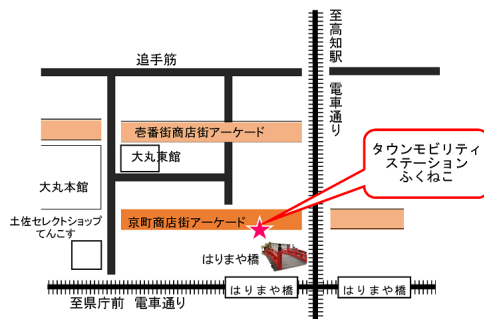 至高知駅
電車通り
追手筋
壱番街商店街アーケード
大丸東館
タウンモビリティ
ステーション
ふくねこ
大丸本館
土佐セレクトショップ
てんこす
京町商店街アーケード
はりまや橋
はりまや橋
はりまや橋
至県庁前 電車通り